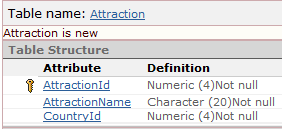 Table name: Attraction
Attraction is new
Table Structure
Attribute Definition
AttractionId Numeric (4)Not null
AttractionName Character (20)Not null
CountryId Numeric (4)Not null